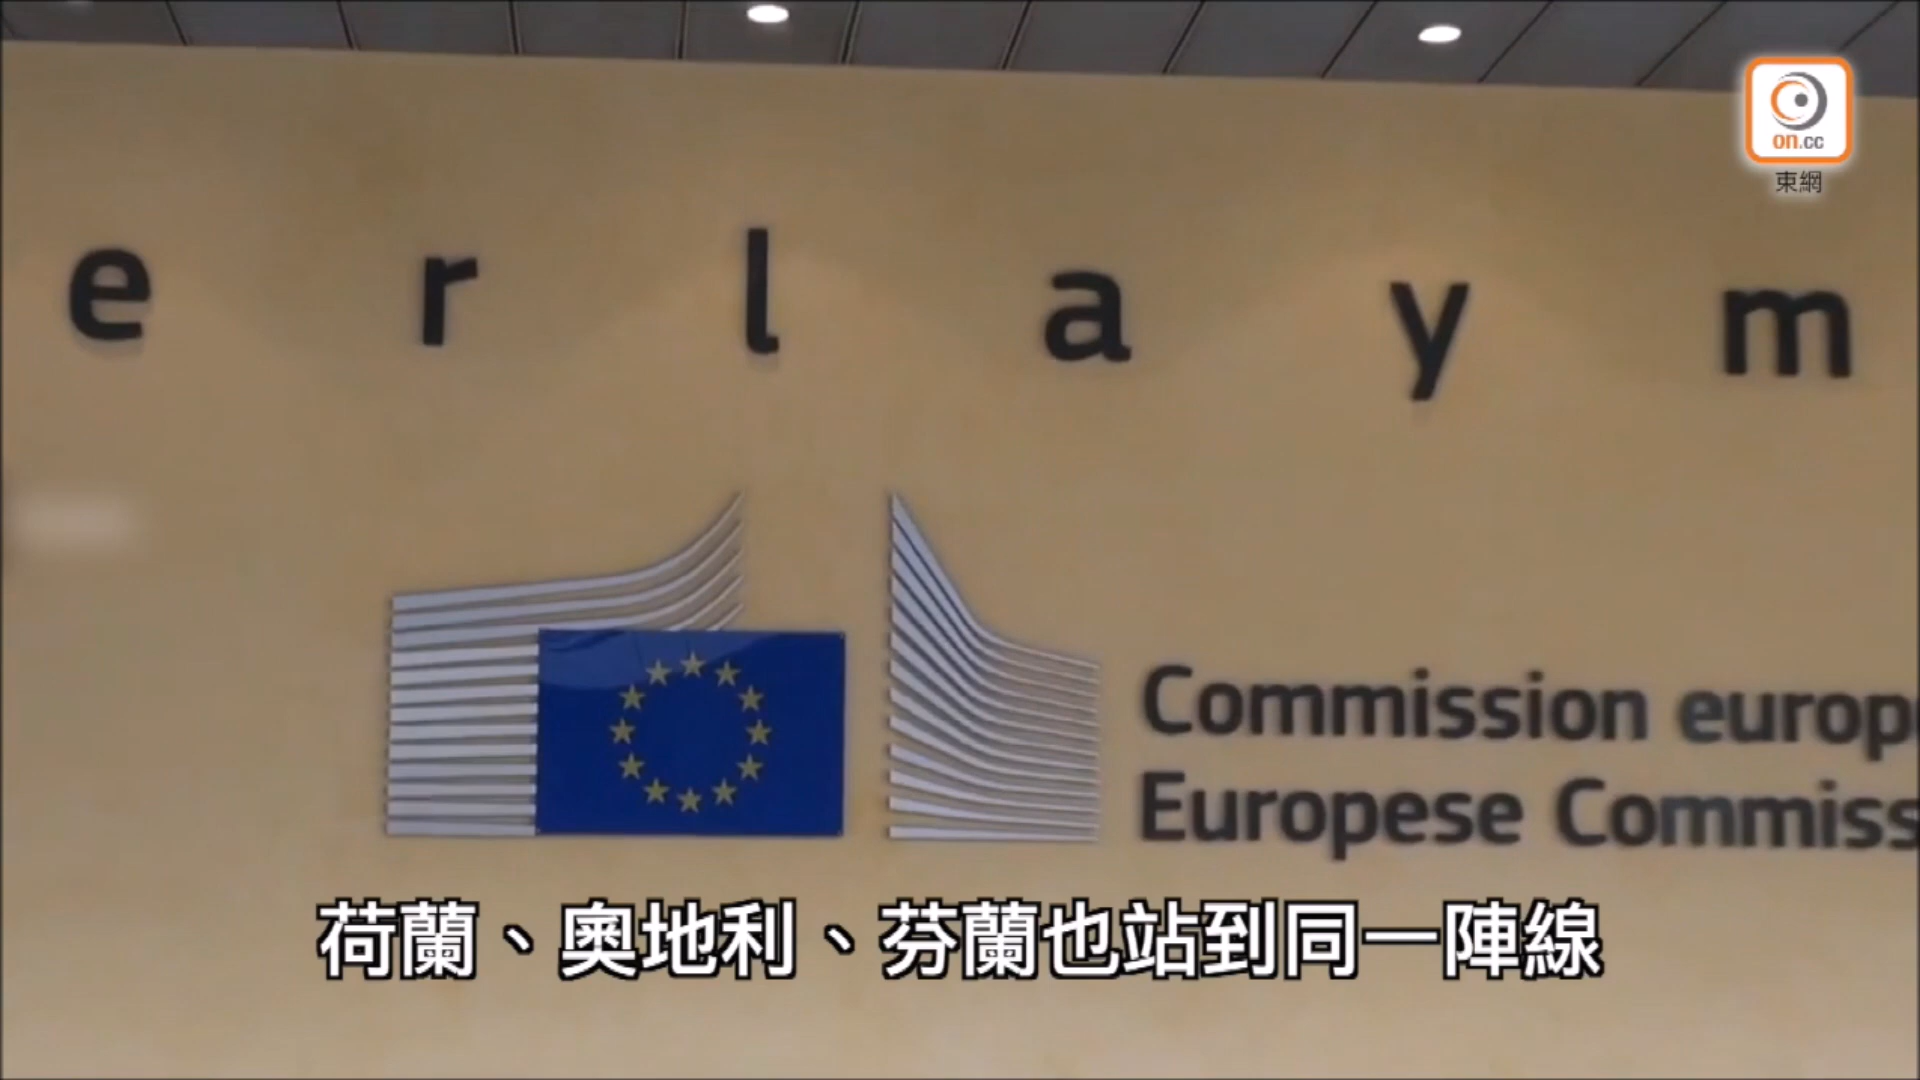 on.cc
東網
erlaym
Commission europ
Europese Commiss
荷蘭、奧地利、芬蘭也站到同一陣線